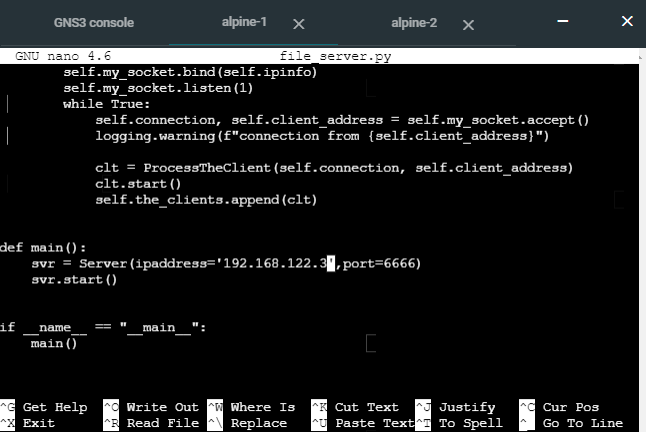 GNS3 console alpine-1 alpine-2
GNU nano 4.6 file_server.py
self.my_socket.bind(self.ipinfo)
self.my_socket.listen(1)
while True:
self.connection, self.client_address = self.my_socket.accept()
logging.warning(f"connection from {self.client_address}")
clt = ProcessTheClient(self.connection, self.client_address)
clt.start()
self.the_clients.append(clt)
def main():
svr = Server(ipaddress='192.168.122.3',port=6666)
svr.start()
if __name__ == "__main__":
main()
^G Get Help ^O Write Out ^W Where Is ^K Cut Text ^J Justify ^C Cur Pos
^X Exit ^R Read File ^\ Replace ^U Paste Text ^T To Spell ^_ Go To Line